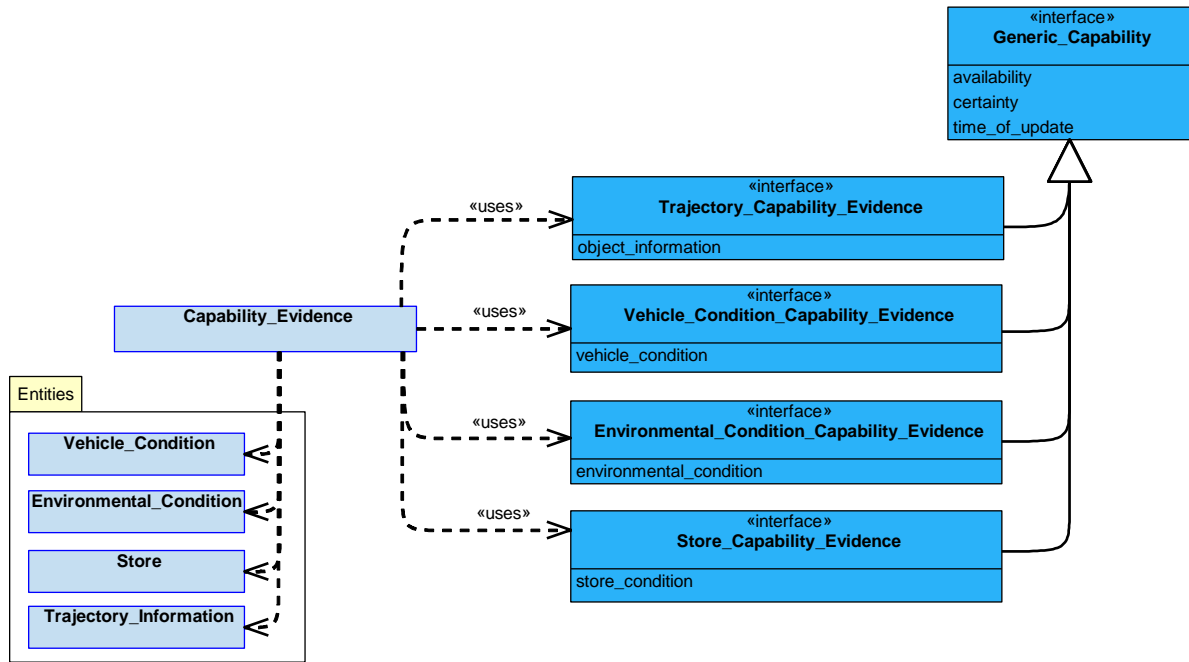 «interface»
Generic_Capability
availability
certainty
time_of_update
«uses»
«interface»
Trajectory_Capability_Evidence
object_information
Capability_Evidence
«uses»
«interface»
Vehicle_Condition_Capability_Evidence
vehicle_condition
«uses»
«interface»
Environmental_Condition_Capability_Evidence
environmental_condition
«uses»
«interface»
Store_Capability_Evidence
store_condition
Entities
Vehicle_Condition
Environmental_Condition
Store
Trajectory_Information